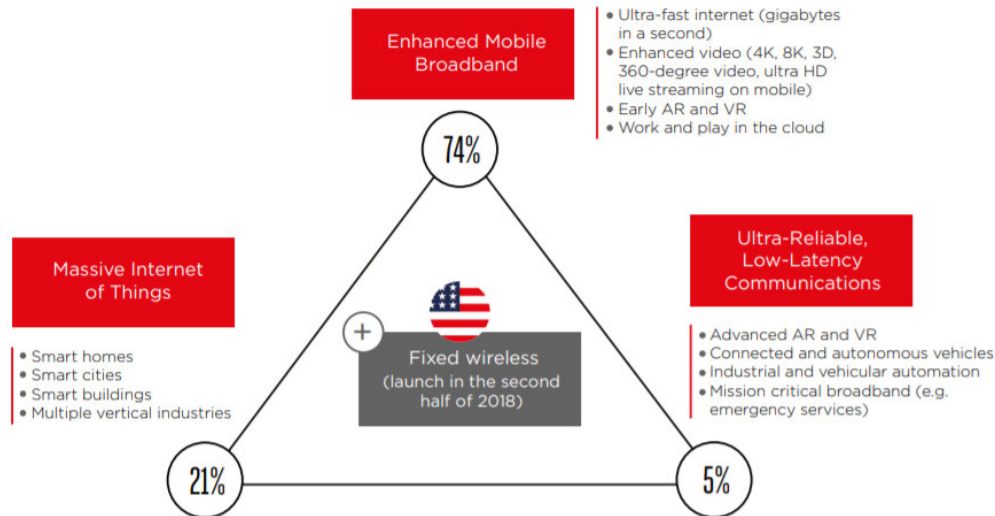 Enhanced Mobile
Broadband
• Ultra-fast internet (gigabytes
in a second)
• Enhanced video (4K, 8K, 3D,
360-degree video, ultra HD
live streaming on mobile)
• Early AR and VR
• Work and play in the cloud
74%
Massive Internet
of Things
• Smart homes
• Smart cities
• Smart buildings
• Multiple vertical industries
21%
+
Fixed wireless
(launch in the second
half of 2018)
Ultra-Reliable,
Low-Latency
Communications
• Advanced AR and VR
• Connected and autonomous vehicles
• Industrial and vehicular automation
• Mission critical broadband (e.g.
emergency services)
5%